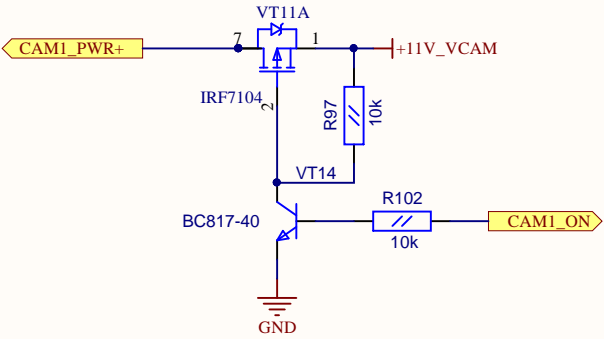 VT11A
CAM1_PWR+
7
1
+11V_VCAM
IRF7104
2
R97
10k
VT14
R102
BC817-40
CAM1_ON
10k
GND